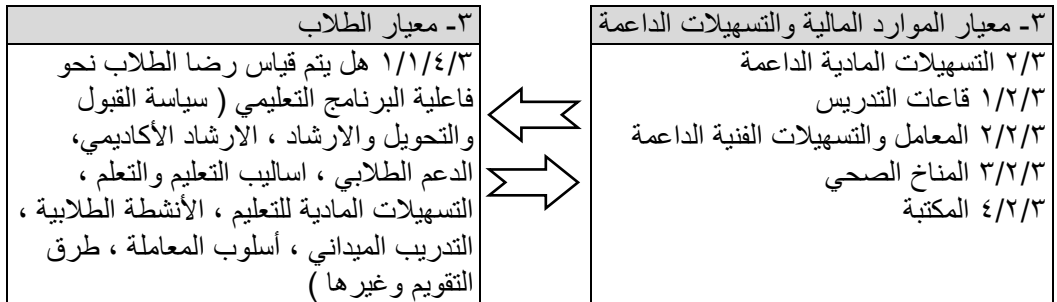 ٣- معيار الموارد المالية والتسهيلات الداعمة
٢/٣ التسهيلات المادية الداعمة
١/٢/٣ قاعات التدريس
٢/٢/٣ المعامل والتسهيلات الفنية الداعمة
٣/٢/٣ المناخ الصحي
٤/٢/٣ المكتبة
٣- معيار الطلاب
١/١/٤/٣ هل يتم قياس رضا الطلاب نحو
فاعلية البرنامج التعليمي ( سياسة القبول
والتحويل والارشاد ، الارشاد الأكاديمي،
الدعم الطلابي ، اساليب التعليم والتعلم ،
التسهيلات المادية للتعليم ، الأنشطة الطلابية ،
التدريب الميداني ، أسلوب المعاملة ، طرق
التقويم وغيرها )